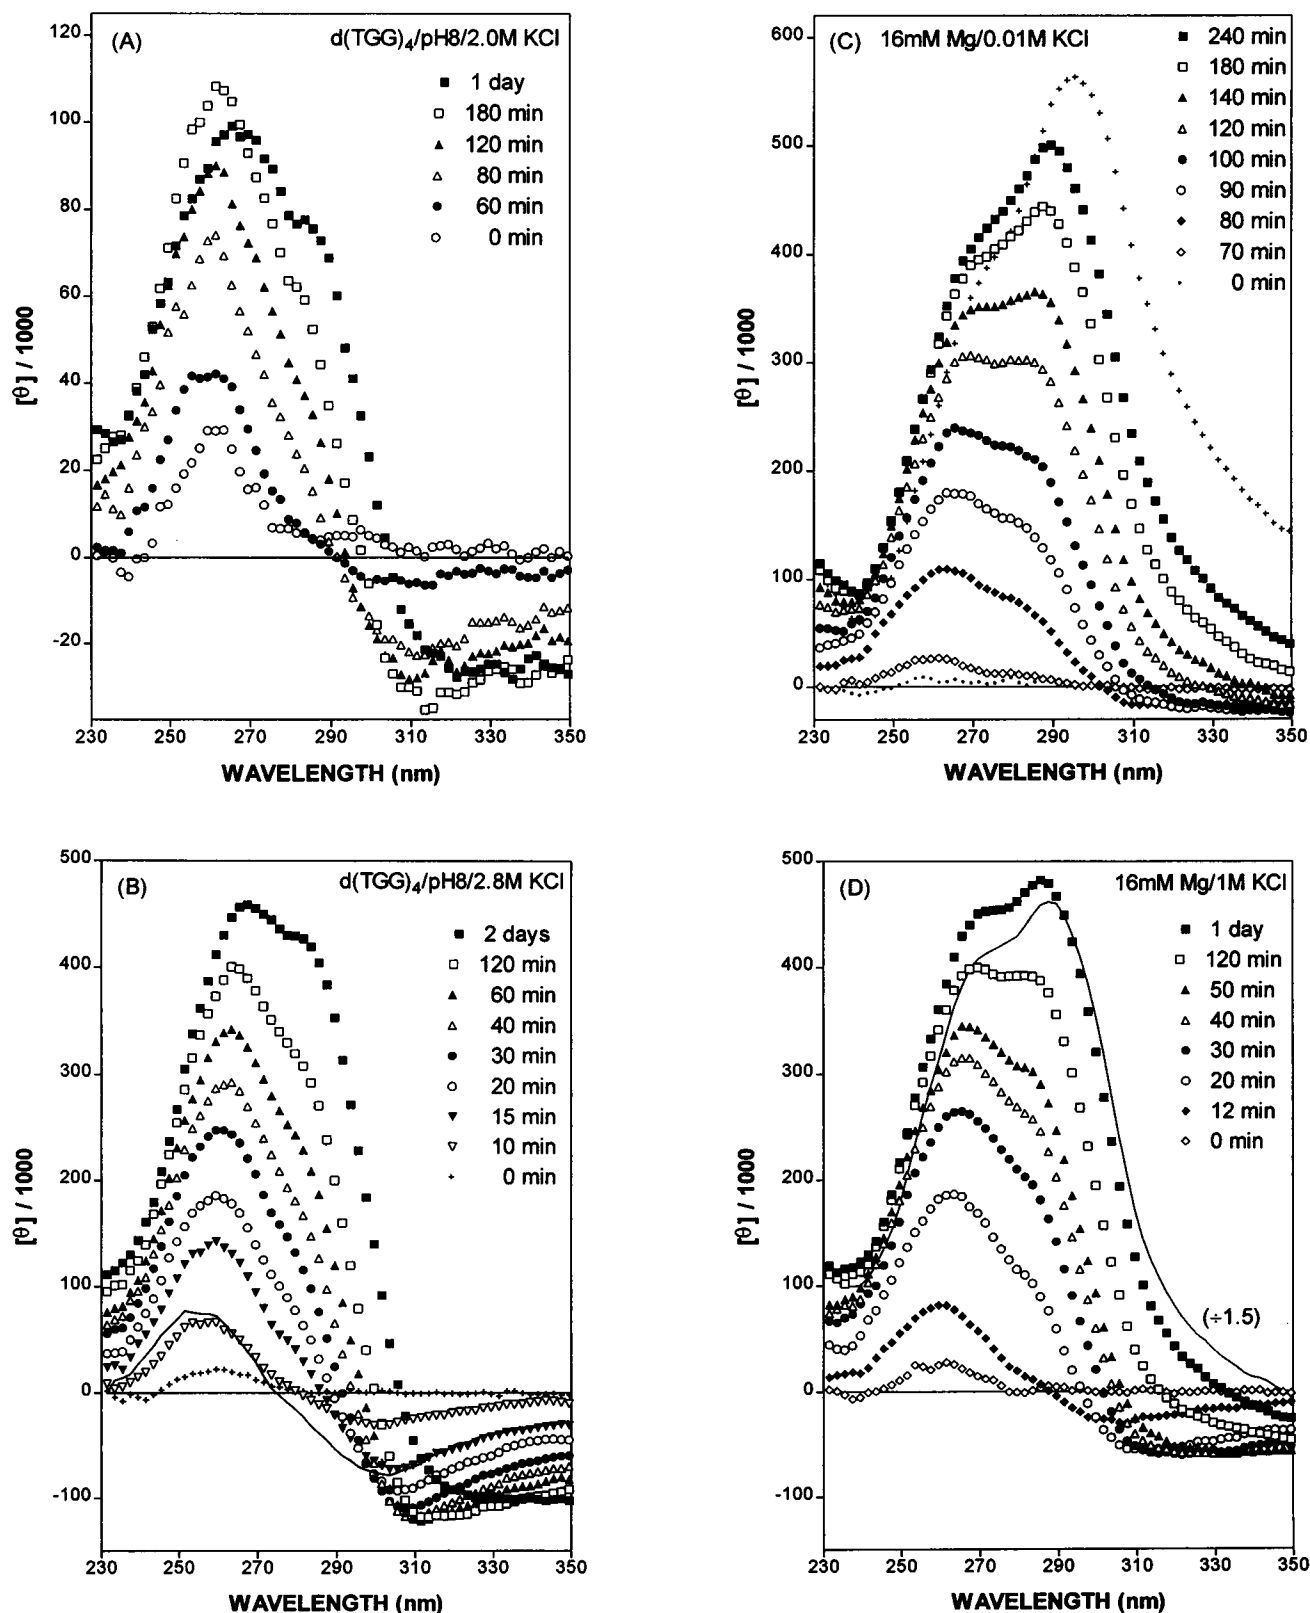 (A) d(TGG)₄/pH8/2.0M KCl
1 day
180 min
120 min
80 min
60 min
0 min
120
100
80
60
40
20
0
-20
[θ] / 1000
230 250 270 290 310 330 350
WAVELENGTH (nm)
(C) 16mM Mg/0.01M KCl
240 min
180 min
140 min
120 min
100 min
90 min
80 min
70 min
0 min
600
500
400
300
200
100
0
[θ] / 1000
230 250 270 290 310 330 350
WAVELENGTH (nm)
(B) d(TGG)₄/pH8/2.8M KCl
2 days
120 min
60 min
40 min
30 min
20 min
15 min
10 min
0 min
500
400
300
200
100
0
-100
[θ] / 1000
230 250 270 290 310 330 350
WAVELENGTH (nm)
(D) 16mM Mg/1M KCl
1 day
120 min
50 min
40 min
30 min
20 min
12 min
0 min
(÷1.5)
500
400
300
200
100
0
-100
[θ] / 1000
230 250 270 290 310 330 350
WAVELENGTH (nm)